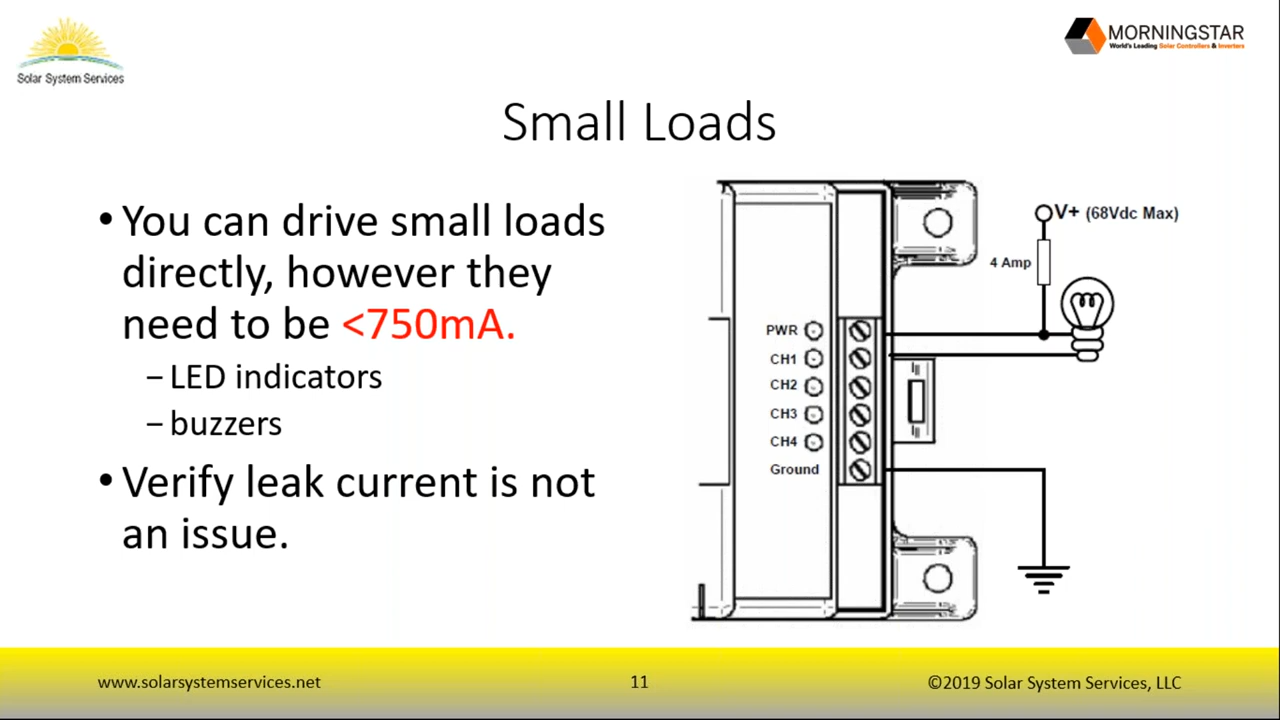 Solar System Services
MORNINGSTAR
World's Leading Solar Controllers & Inverters
Small Loads
• You can drive small loads
directly, however they
need to be <750mA.
– LED indicators
– buzzers
• Verify leak current is not
an issue.
V+ (68Vdc Max)
4 Amp
PWR
CH1
CH2
CH3
CH4
Ground
www.solarsystemservices.net
11
©2019 Solar System Services, LLC